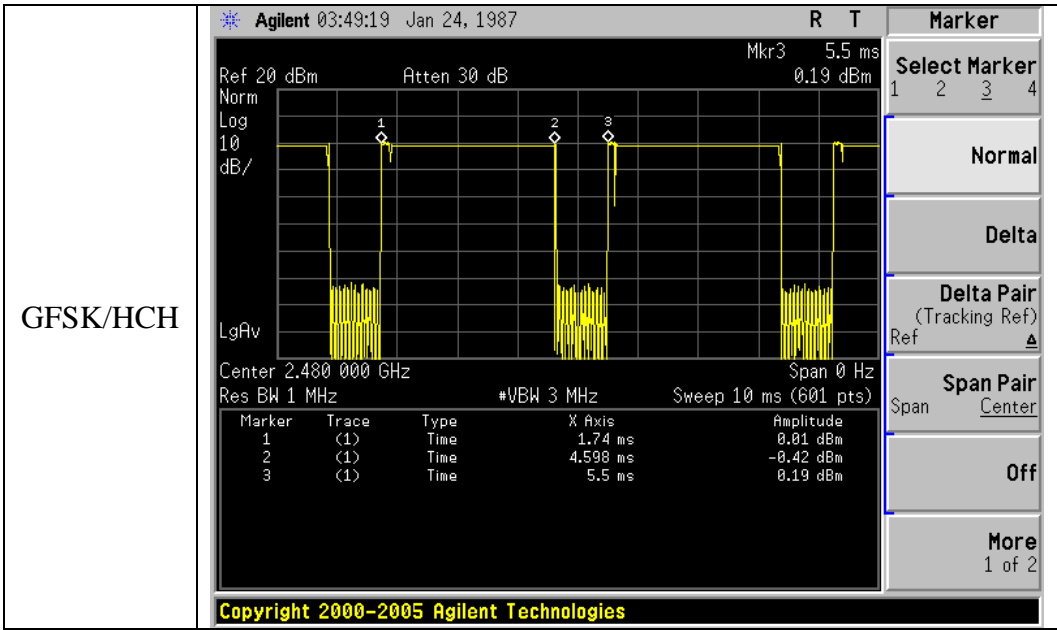 GFSK/HCH
Agilent 03:49:19 Jan 24, 1987 R T
Mkr3 5.5 ms
Ref 20 dBm Atten 30 dB 0.19 dBm
Norm
Log
10
dB/
1 2 3
LgAv
Center 2.480 000 GHz Span 0 Hz
Res BW 1 MHz #VBW 3 MHz Sweep 10 ms (601 pts)
Marker Trace Type X Axis Amplitude
1 (1) Time 1.74 ms 0.01 dBm
2 (1) Time 4.598 ms -0.42 dBm
3 (1) Time 5.5 ms 0.19 dBm
Copyright 2000-2005 Agilent Technologies
Marker
Select Marker
1 2 3 4
Normal
Delta
Delta Pair
(Tracking Ref)
Ref Δ
Span Pair
Span Center
Off
More
1 of 2